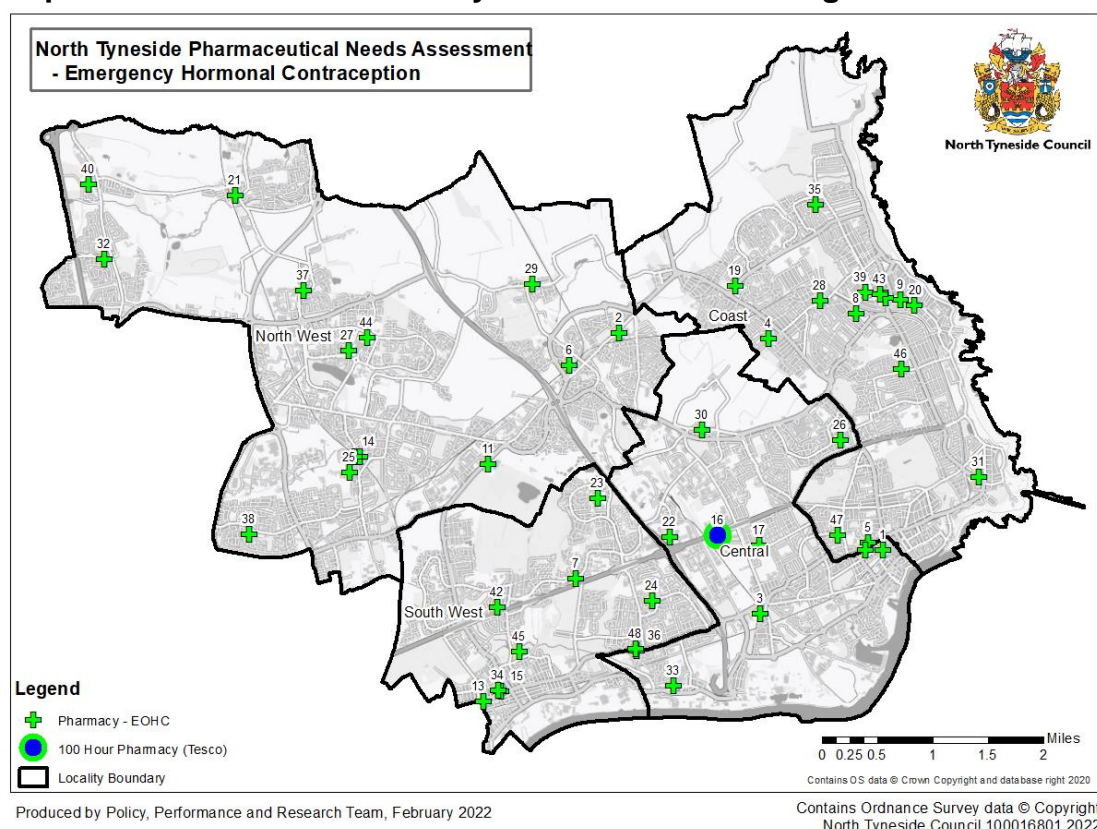 North Tyneside Pharmaceutical Needs Assessment
- Emergency Hormonal Contraception
North Tyneside Council
40
21
35
32
37
29
19
39
43
9
20
28
8
2
Coast
4
North West
44
27
6
46
30
26
14
25
11
31
23
38
16
22
17
47
5
1
Central
7
24
42
3
South West
45
48
36
33
34
15
13
Legend
Pharmacy - EOHC
100 Hour Pharmacy (Tesco)
Locality Boundary
Miles
0 0.25 0.5 1 1.5 2
Contains OS data © Crown Copyright and database right 2020
Produced by Policy, Performance and Research Team, February 2022
Contains Ordnance Survey data © Copyright
North Tyneside Council 100016801 2022